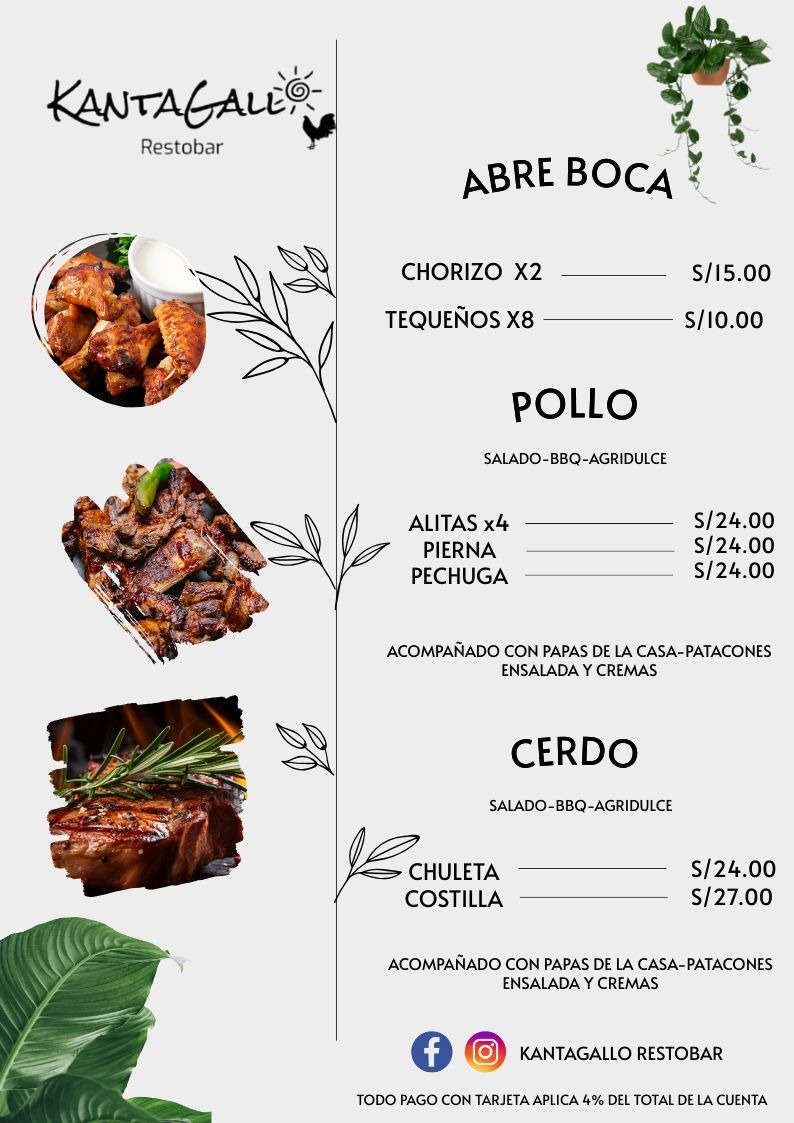 KANTAGALLO
Restobar
ABRE BOCA
CHORIZO X2 S/15.00
TEQUEÑOS X8 S/10.00
POLLO
SALADO-BBQ-AGRIDULCE
ALITAS x4 S/24.00
PIERNA S/24.00
PECHUGA S/24.00
ACOMPAÑADO CON PAPAS DE LA CASA-PATACONES
ENSALADA Y CREMAS
CERDO
SALADO-BBQ-AGRIDULCE
CHULETA S/24.00
COSTILLA S/27.00
ACOMPAÑADO CON PAPAS DE LA CASA-PATACONES
ENSALADA Y CREMAS
KANTAGALLO RESTOBAR
TODO PAGO CON TARJETA APLICA 4% DEL TOTAL DE LA CUENTA